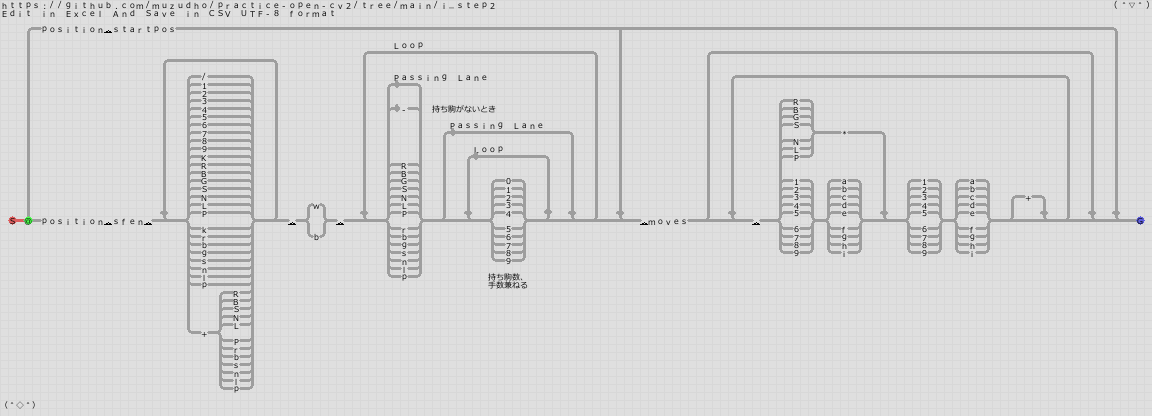 https://github.com/muzudho/practice-open-cv2/tree/main/i_step2
(˚▽˚)
Edit in Excel And Save in CSV UTF-8 format
position␣startpos
Loop
/
1
2
3
4
5
6
7
8
9
K
R
B
G
S
N
L
P
k
r
b
g
s
n
l
p
+
R
B
S
N
L
P
r
b
s
n
l
p
Passing Lane
-
持ち駒がないとき
Passing Lane
Loop
S
@
position␣sfen␣
␣
w
b
␣
R
B
G
S
N
L
P
r
b
g
s
n
l
p
0
1
2
3
4
5
6
7
8
9
持ち駒数、
手数兼ねる
␣moves
␣
R
B
G
S
N
L
P
*
1
2
3
4
5
6
7
8
9
a
b
c
d
e
f
g
h
i
1
2
3
4
5
6
7
8
9
a
b
c
d
e
f
g
h
i
+
(˚◇˚)